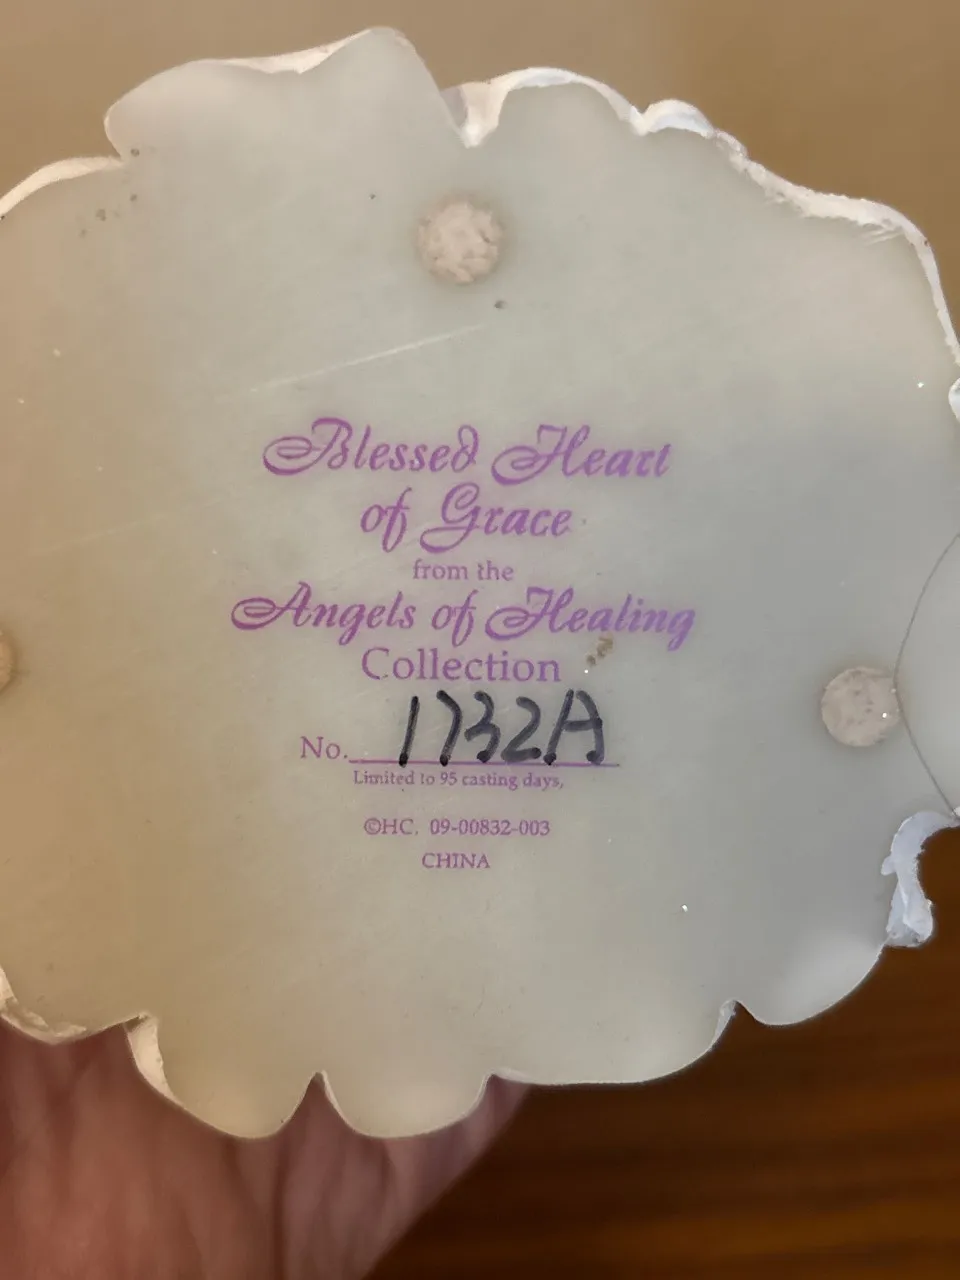 Blessed Heart
of Grace
from the
Angels of Healing
Collection
No. 1732A
Limited to 95 casting days,
©HC, 09-00832-003
CHINA